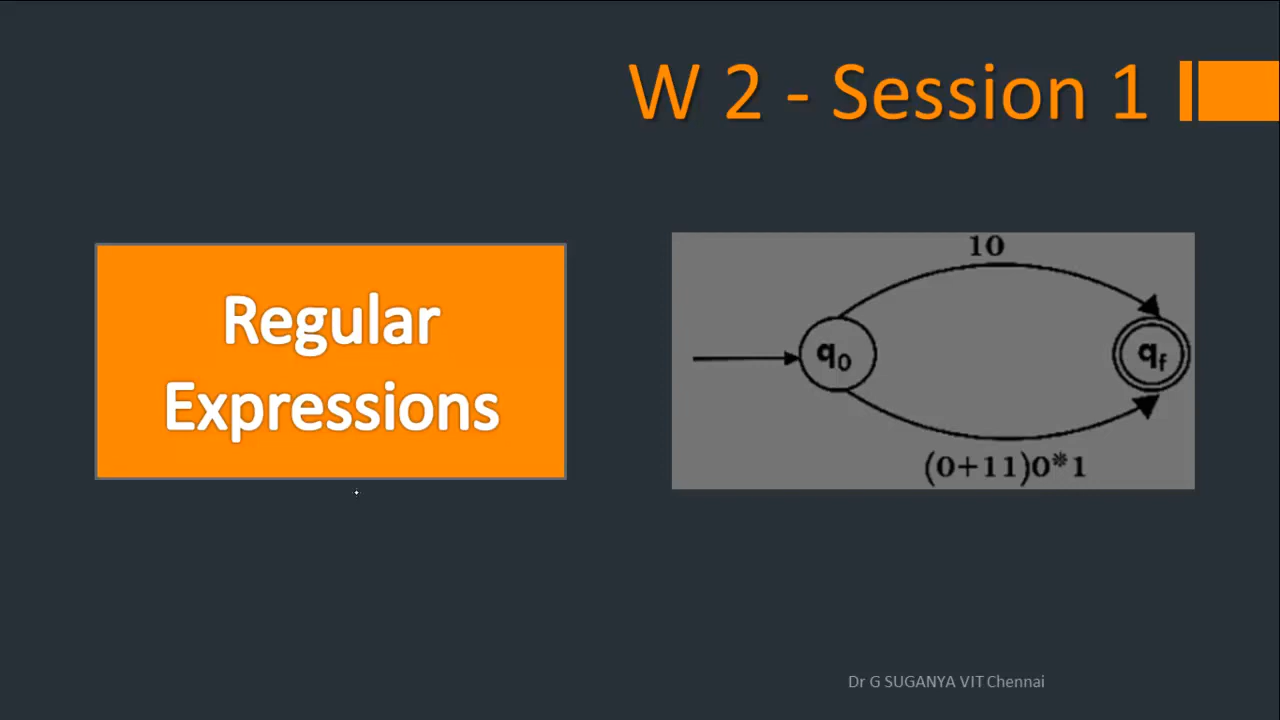 W 2 - Session 1
Regular
Expressions
10
q0
qf
(0+11)0*1
Dr G SUGANYA VIT Chennai